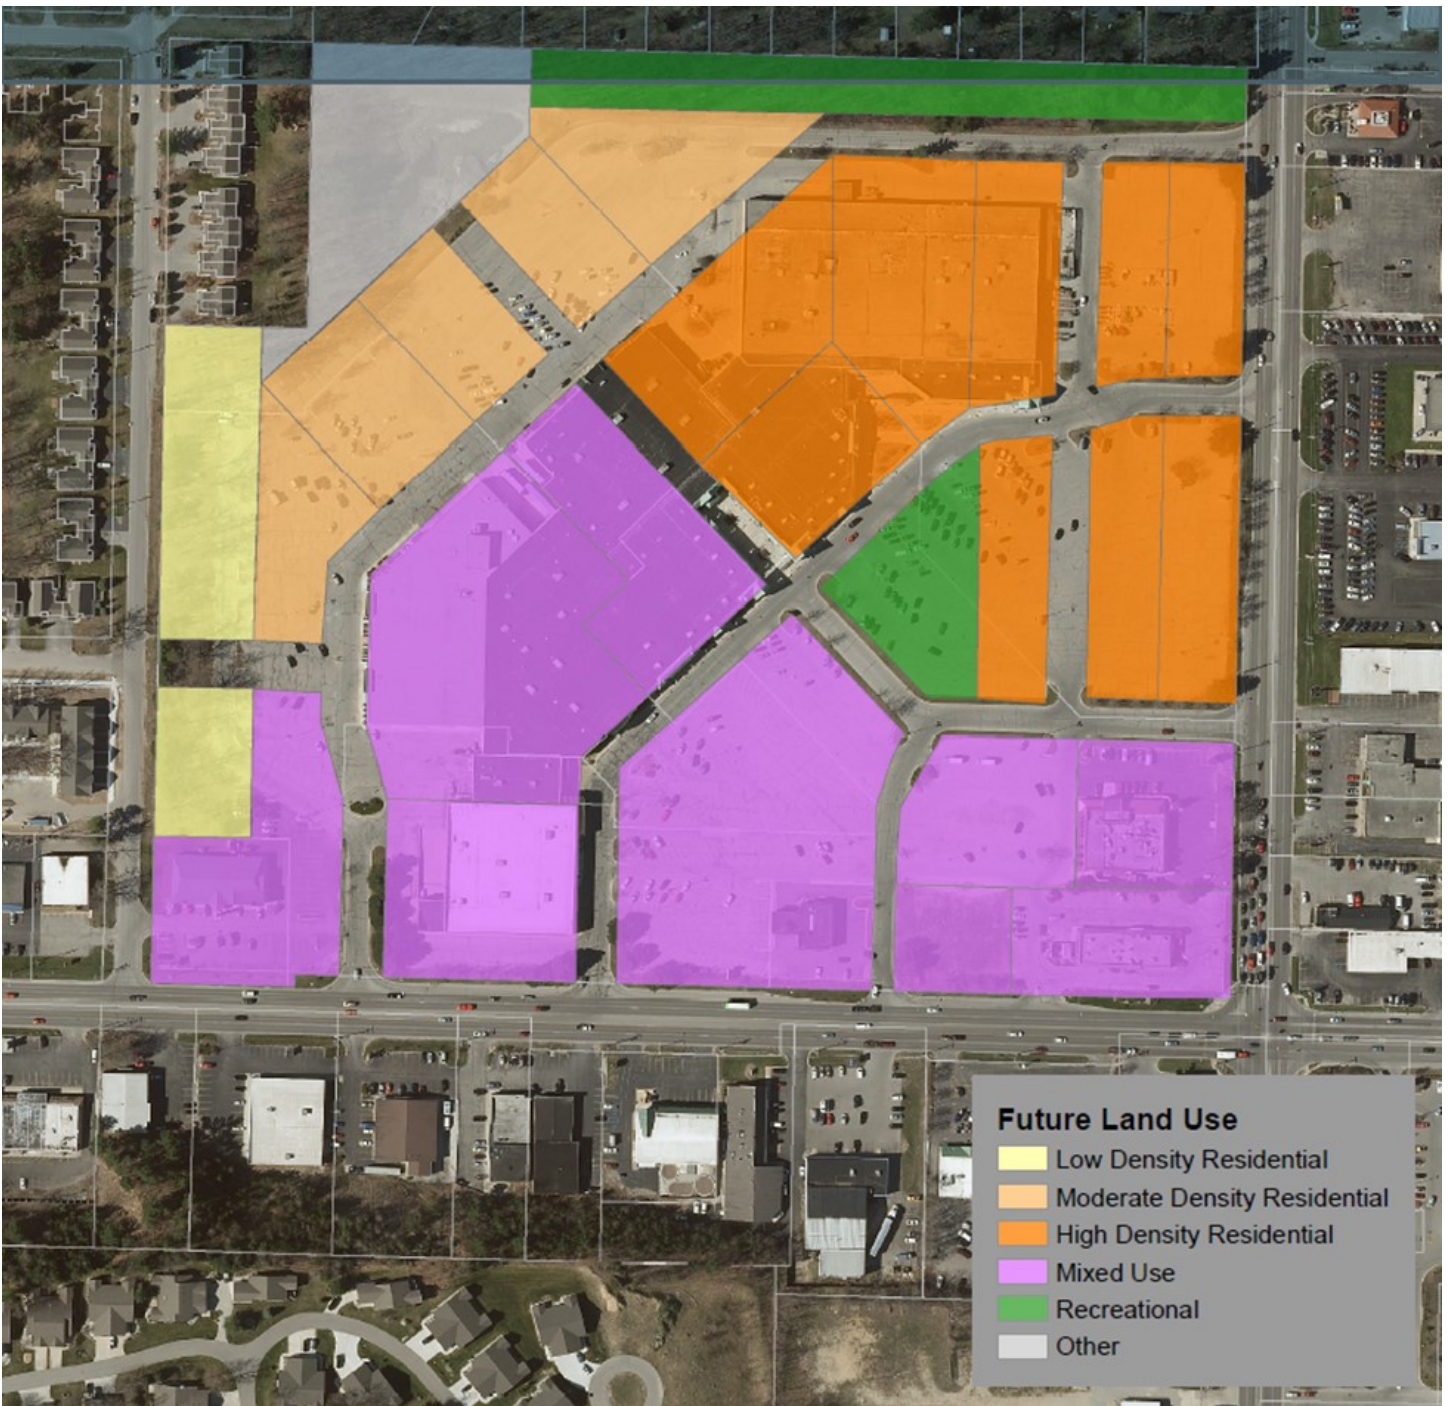 Future Land Use
Low Density Residential
Moderate Density Residential
High Density Residential
Mixed Use
Recreational
Other